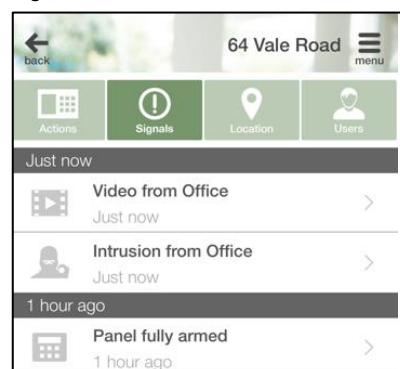 64 Vale Road
back
menu
Actions
Signals
Location
Users
Just now
Video from Office
Just now
Intrusion from Office
Just now
1 hour ago
Panel fully armed
1 hour ago